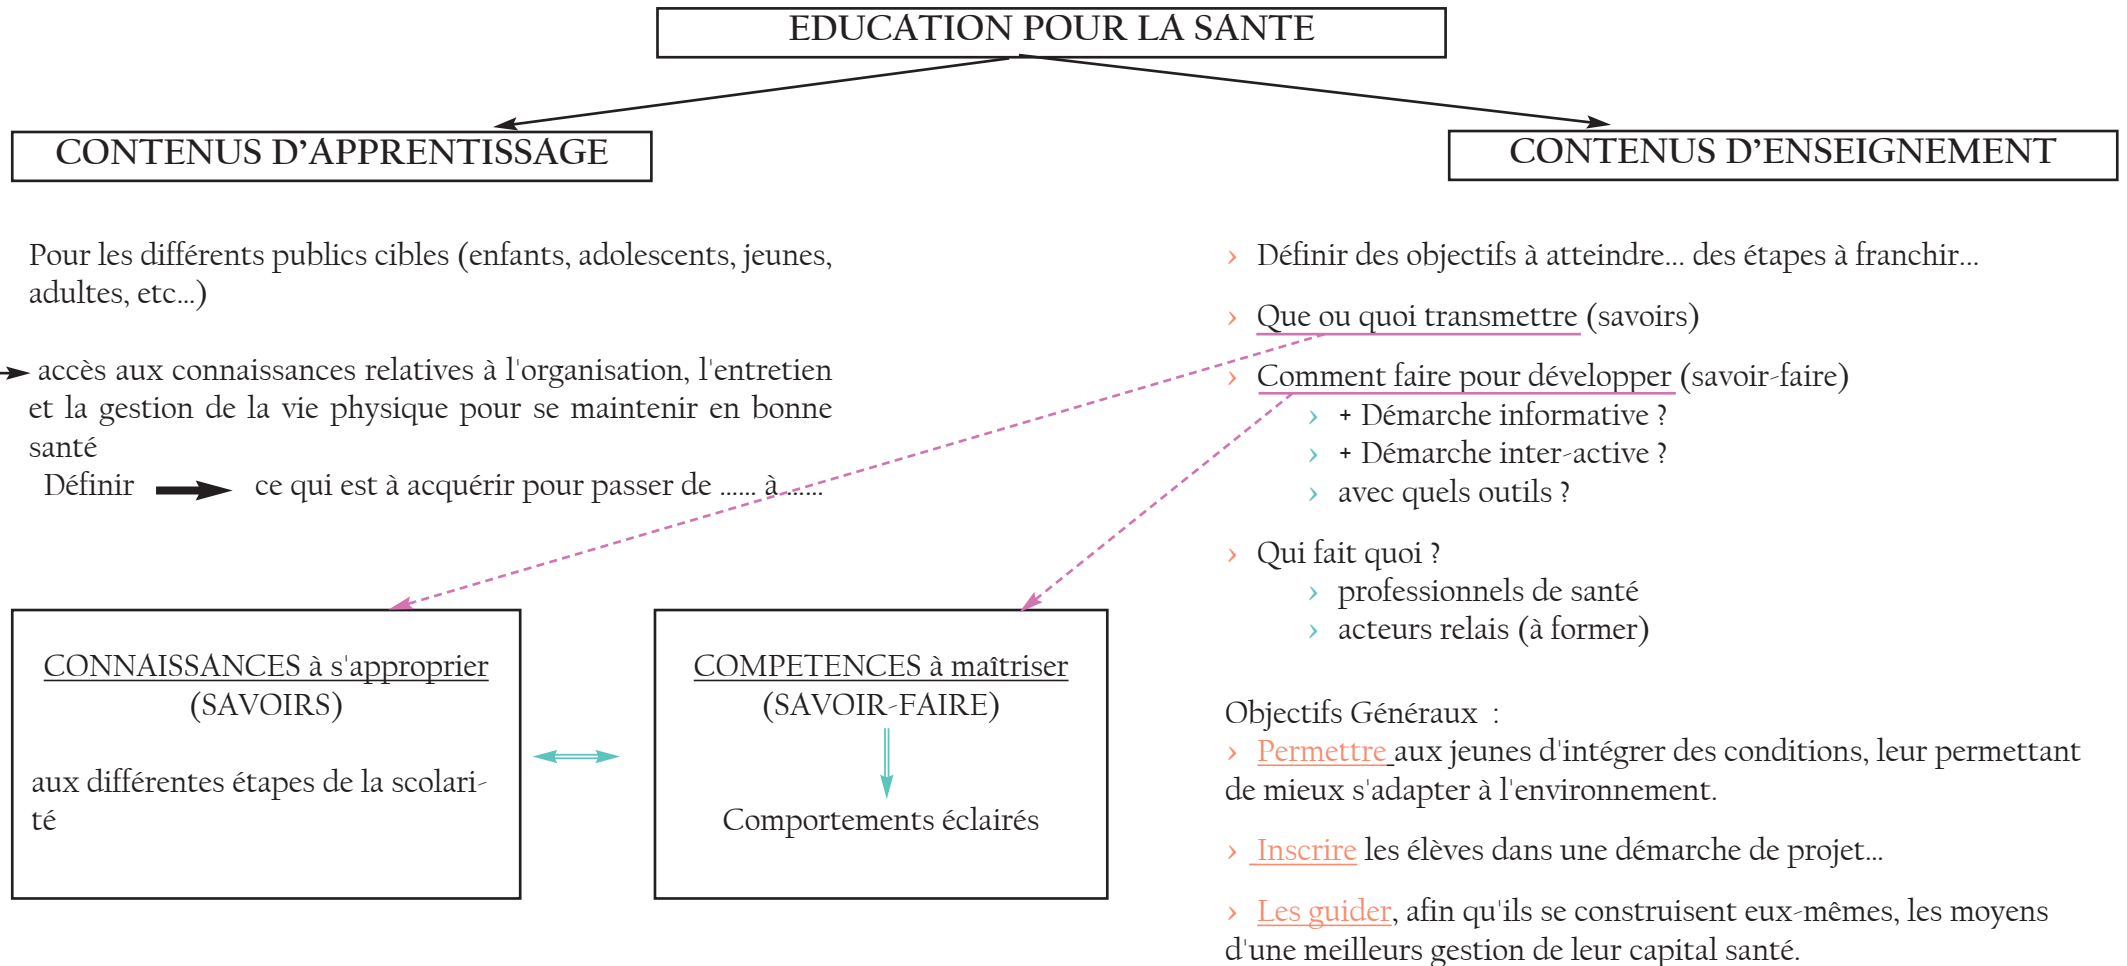 EDUCATION POUR LA SANTE
CONTENUS D’APPRENTISSAGE
Pour les différents publics cibles (enfants, adolescents, jeunes,
adultes, etc...)
accès aux connaissances relatives à l'organisation, l'entretien
et la gestion de la vie physique pour se maintenir en bonne
santé
Définir ce qui est à acquérir pour passer de ...... à ......
CONNAISSANCES à s'approprier
(SAVOIRS)
aux différentes étapes de la scolari-
té
COMPETENCES à maîtriser
(SAVOIR-FAIRE)
Comportements éclairés
CONTENUS D’ENSEIGNEMENT
› Définir des objectifs à atteindre... des étapes à franchir...
› Que ou quoi transmettre (savoirs)
› Comment faire pour développer (savoir-faire)
› + Démarche informative ?
› + Démarche inter-active ?
› avec quels outils ?
› Qui fait quoi ?
› professionnels de santé
› acteurs relais (à former)
Objectifs Généraux :
› Permettre aux jeunes d'intégrer des conditions, leur permettant
de mieux s'adapter à l'environnement.
› Inscrire les élèves dans une démarche de projet...
› Les guider, afin qu'ils se construisent eux-mêmes, les moyens
d'une meilleurs gestion de leur capital santé.